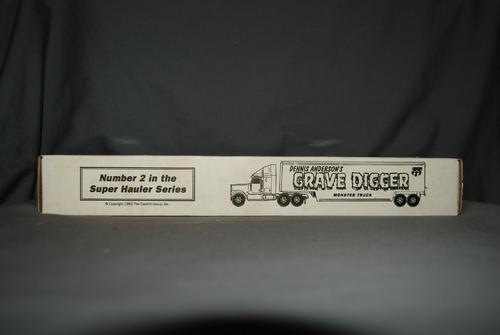 Number 2 in the
Super Hauler Series
DENNIS ANDERSON'S
GRAVE DIGGER
MONSTER TRUCK